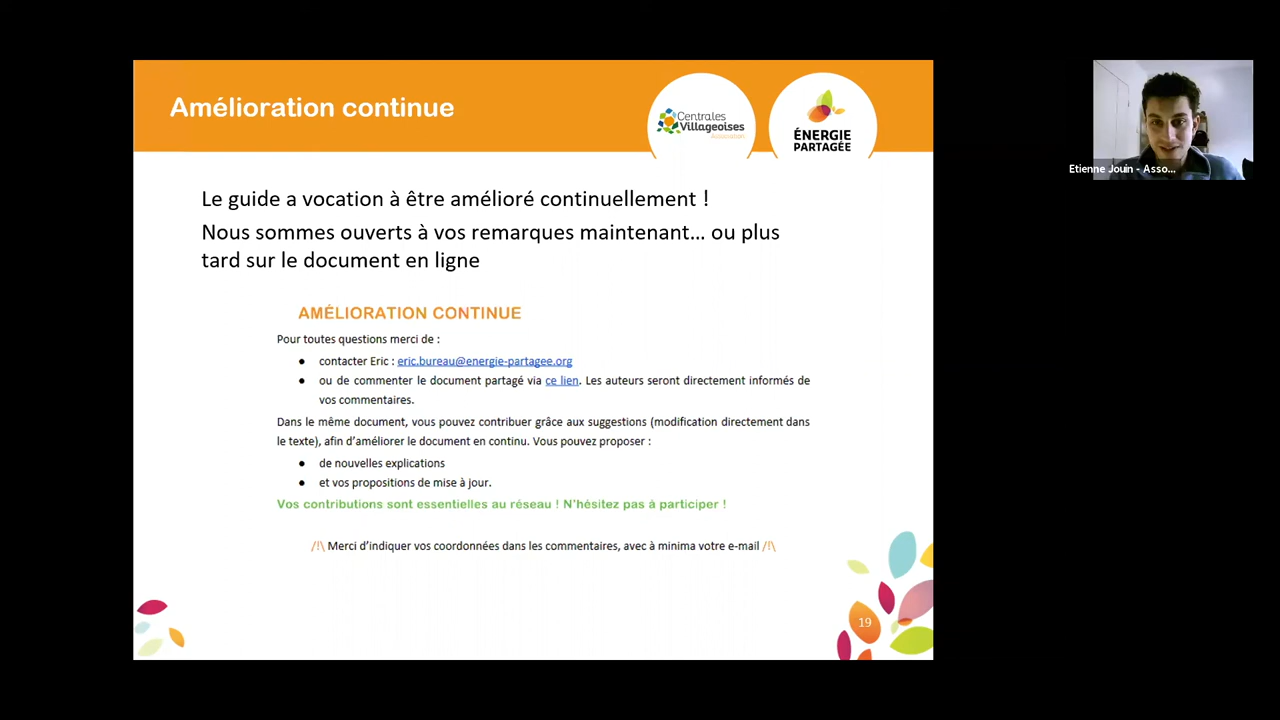 Amélioration continue
Centrales
Villageoises
Association
ÉNERGIE
PARTAGÉE
Etienne Jouin - Asso...
Le guide a vocation à être amélioré continuellement !
Nous sommes ouverts à vos remarques maintenant… ou plus
tard sur le document en ligne
AMÉLIORATION CONTINUE
Pour toutes questions merci de :
● contacter Eric : eric.bureau@energie-partagee.org
● ou de commenter le document partagé via ce lien. Les auteurs seront directement informés de
vos commentaires.
Dans le même document, vous pouvez contribuer grâce aux suggestions (modification directement dans
le texte), afin d’améliorer le document en continu. Vous pouvez proposer :
● de nouvelles explications
● et vos propositions de mise à jour.
Vos contributions sont essentielles au réseau ! N'hésitez pas à participer !
/!\ Merci d’indiquer vos coordonnées dans les commentaires, avec à minima votre e-mail /!\
19